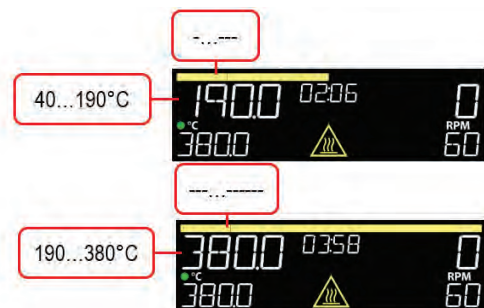 -...---
40...190°C
190.0 02:06 0
°C RPM
380.0 60
---...------
190...380°C
380.0 03:58 0
°C RPM
380.0 60